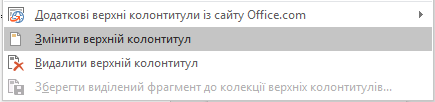 Додаткові верхні колонтитули із сайту Office.com
Змінити верхній колонтитул
Видалити верхній колонтитул
Зберегти виділений фрагмент до колекції верхніх колонтитулів...